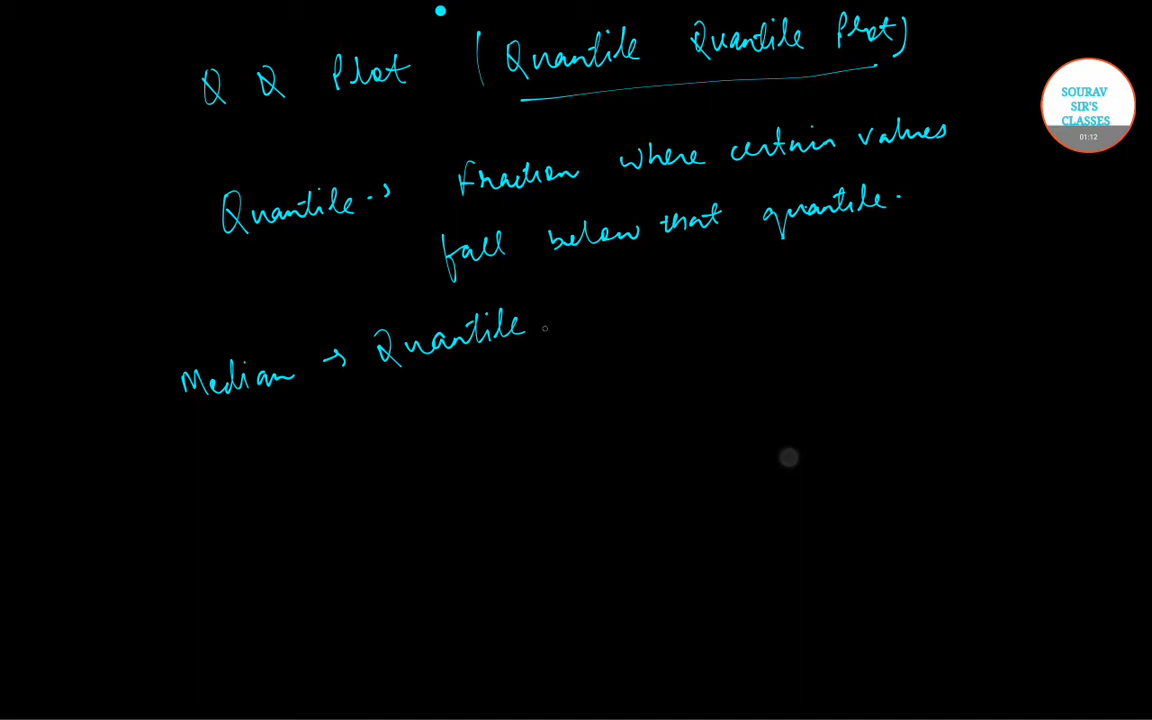 Q Q Plot (Quantile Quantile Plot)
Quantile → Fraction where certain values
fall below that quantile.
Median → Quantile
SOURAV
SIR'S
CLASSES
01:12